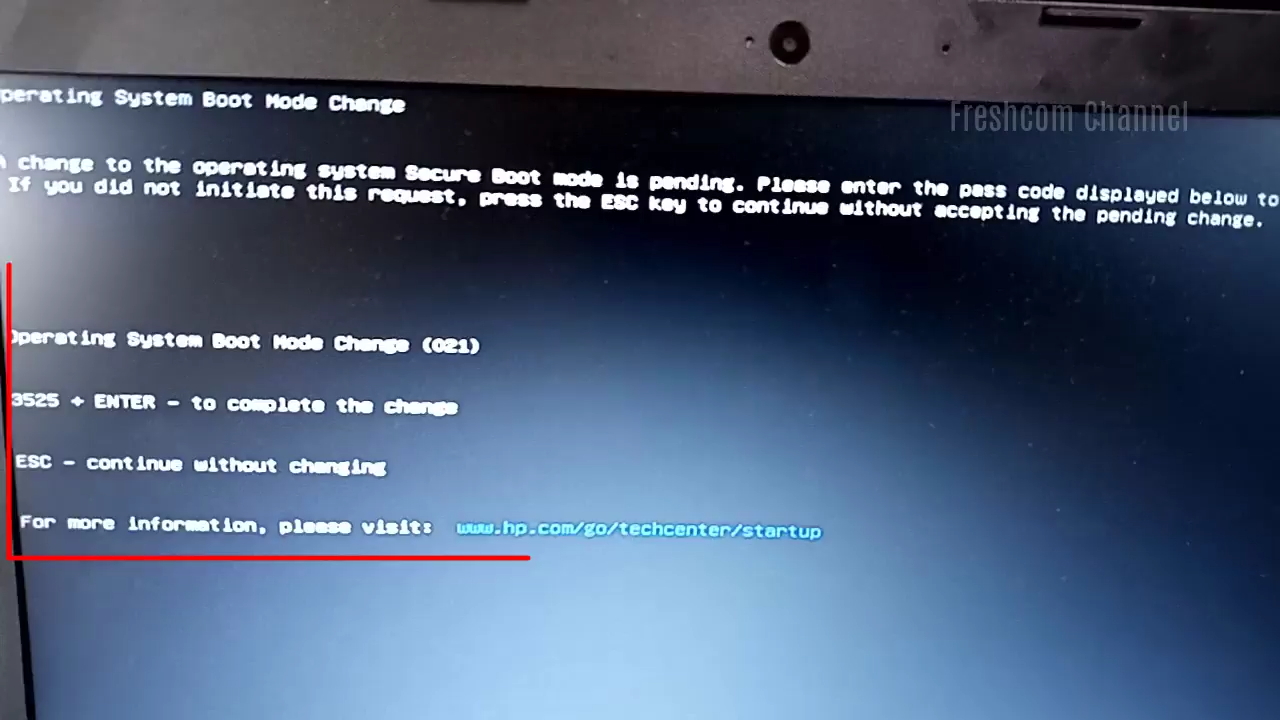 Operating System Boot Mode Change
Freshcom Channel
A change to the operating system Secure Boot mode is pending. Please enter the pass code displayed below to
If you did not initiate this request, press the ESC key to continue without accepting the pending change.
Operating System Boot Mode Change (021)
3525 + ENTER - to complete the change
ESC - continue without changing
For more information, please visit: www.hp.com/go/techcenter/startup